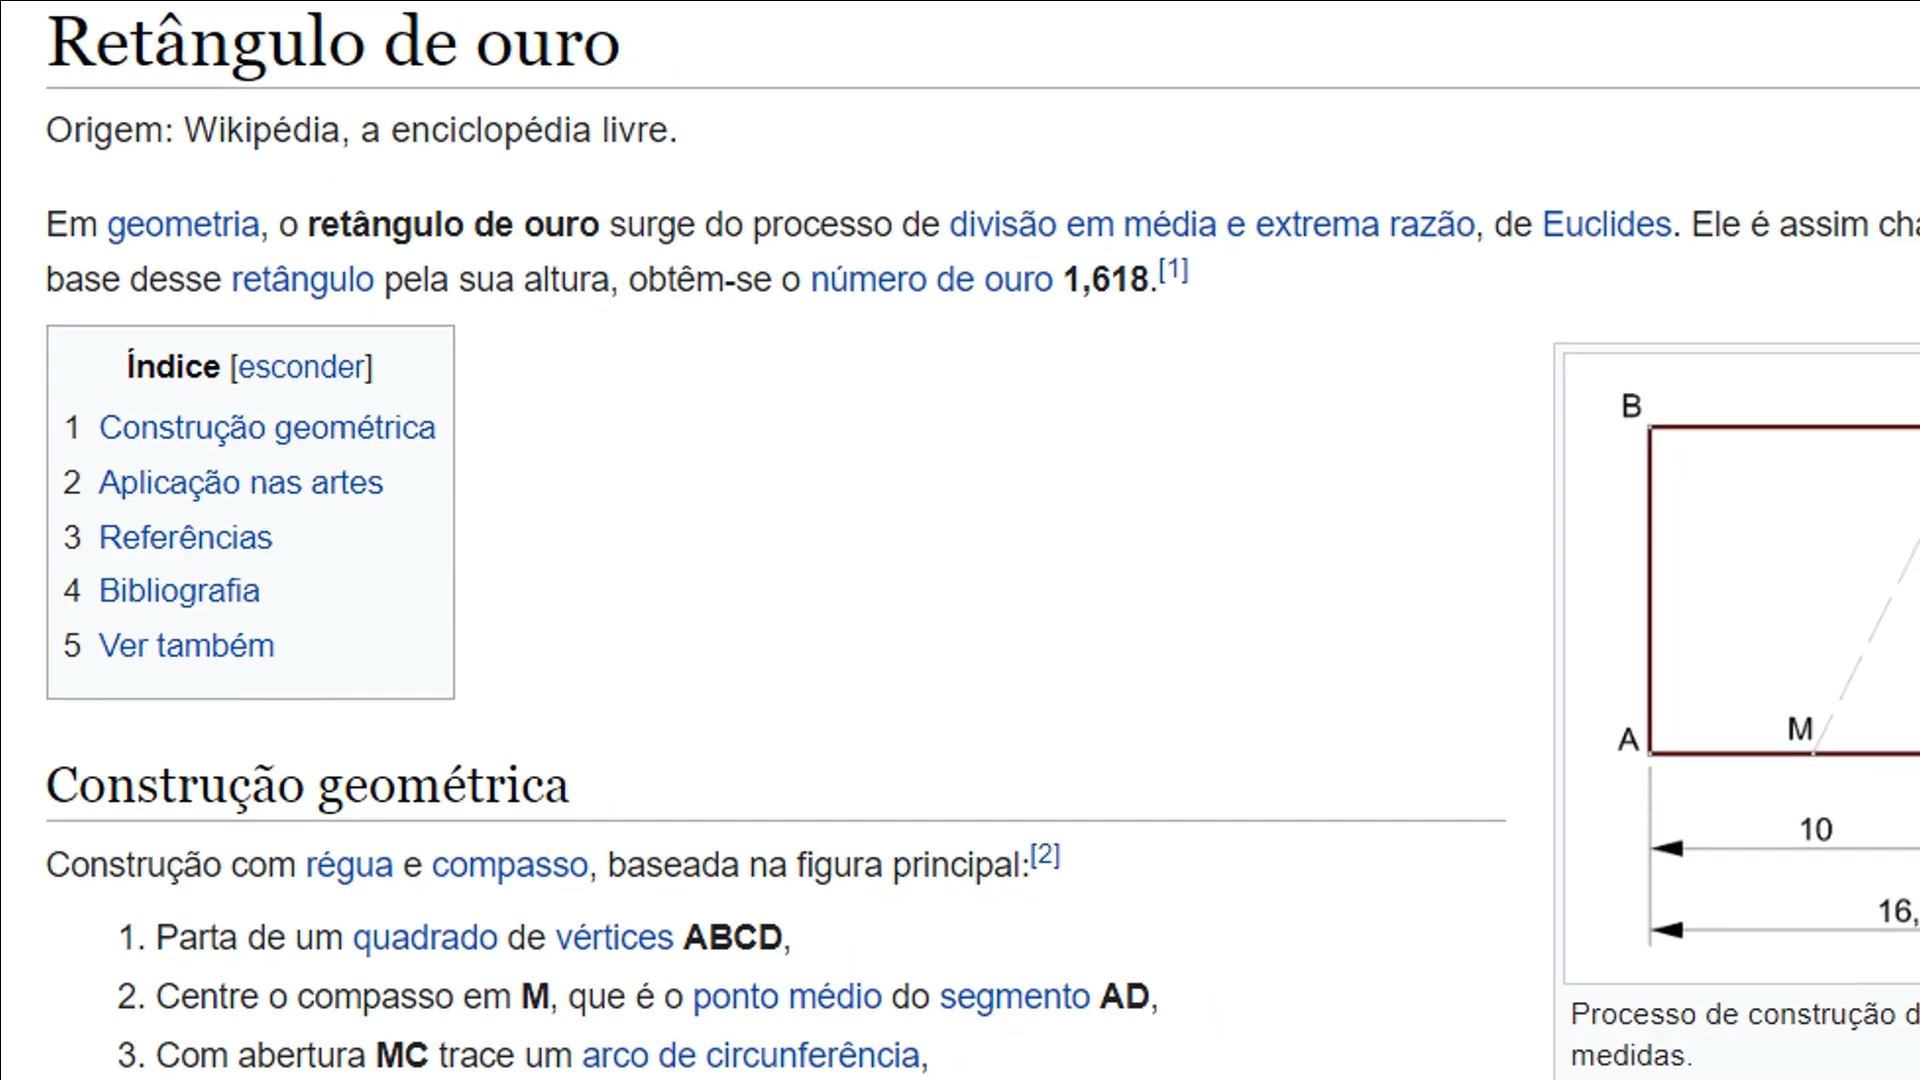 Retângulo de ouro
Origem: Wikipédia, a enciclopédia livre.
Em geometria, o retângulo de ouro surge do processo de divisão em média e extrema razão, de Euclides. Ele é assim
base desse retângulo pela sua altura, obtêm-se o número de ouro 1,618.[1]
Índice [esconder]
1 Construção geométrica
2 Aplicação nas artes
3 Referências
4 Bibliografia
5 Ver também
Construção geométrica
Construção com régua e compasso, baseada na figura principal:[2]
1. Parta de um quadrado de vértices ABCD,
2. Centre o compasso em M, que é o ponto médio do segmento AD,
3. Com abertura MC trace um arco de circunferência,
B
A
M
10
16,
Processo de construção
medidas.